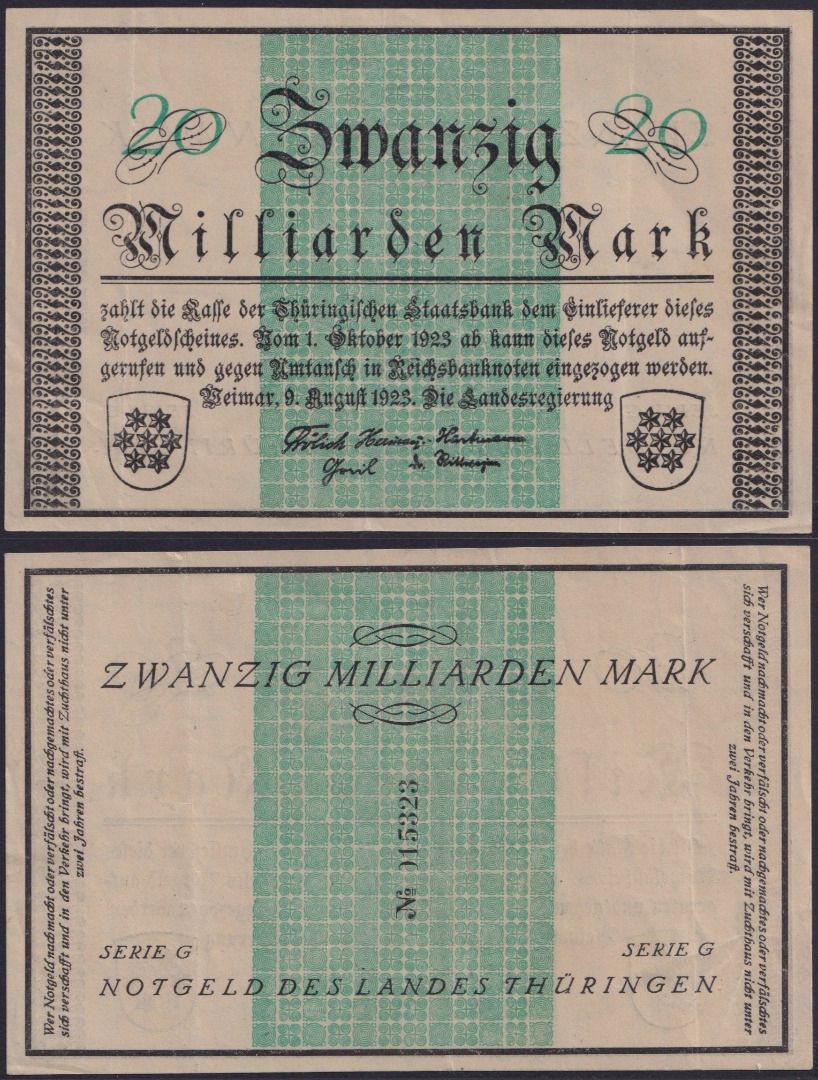 20 Zwanzig 20
Milliarden Mark
zahlt die Kasse der Thüringischen Staatsbank dem Einlieferer dieses
Notgeldscheines. Vom 1. Oktober 1923 ab kann dieses Notgeld auf-
gerufen und gegen Umtausch in Reichsbanknoten eingezogen werden.
Weimar, 9. August 1923. Die Landesregierung
Frölich Hartmann
Wer Notgeld nachmacht oder verfälscht oder nachgemachtes oder verfälschtes
sich verschafft und in den Verkehr bringt, wird mit Zuchthaus nicht unter
zwei Jahren bestraft.
ZWANZIG MILLIARDEN MARK
№ 015323
SERIE G SERIE G
NOTGELD DES LANDES THÜRINGEN
Wer Notgeld nachmacht oder verfälscht oder nachgemachtes oder verfälschtes
sich verschafft und in den Verkehr bringt, wird mit Zuchthaus nicht unter
zwei Jahren bestraft.